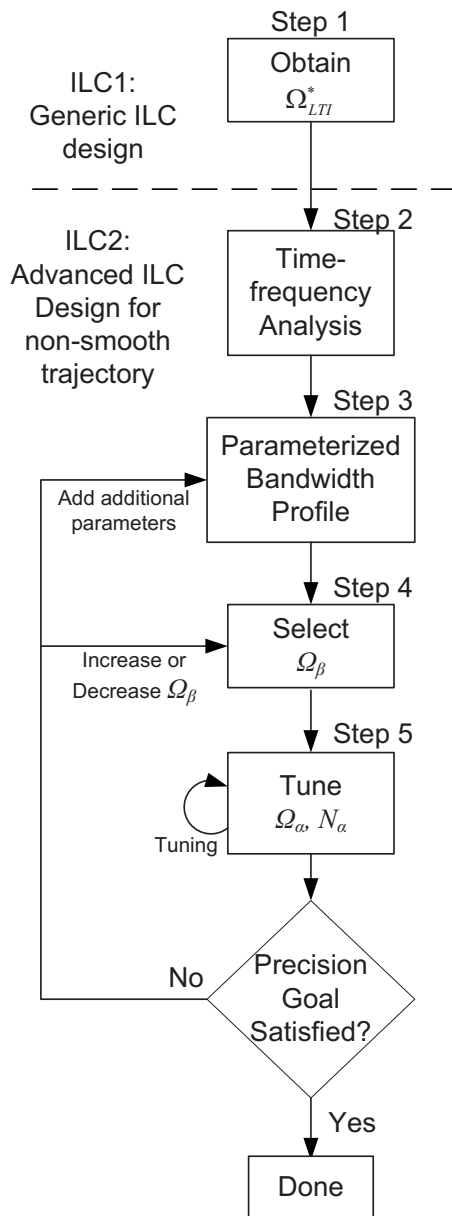 Step 1
ILC1:
Generic ILC
design
Obtain
Ω*LTI
Step 2
ILC2:
Advanced ILC
Design for
non-smooth
trajectory
Time-
frequency
Analysis
Step 3
Parameterized
Bandwidth
Profile
Add additional
parameters
Step 4
Select
Ωβ
Increase or
Decrease Ωβ
Step 5
Tune
Ωα, Nα
Tuning
No
Precision
Goal
Satisfied?
Yes
Done